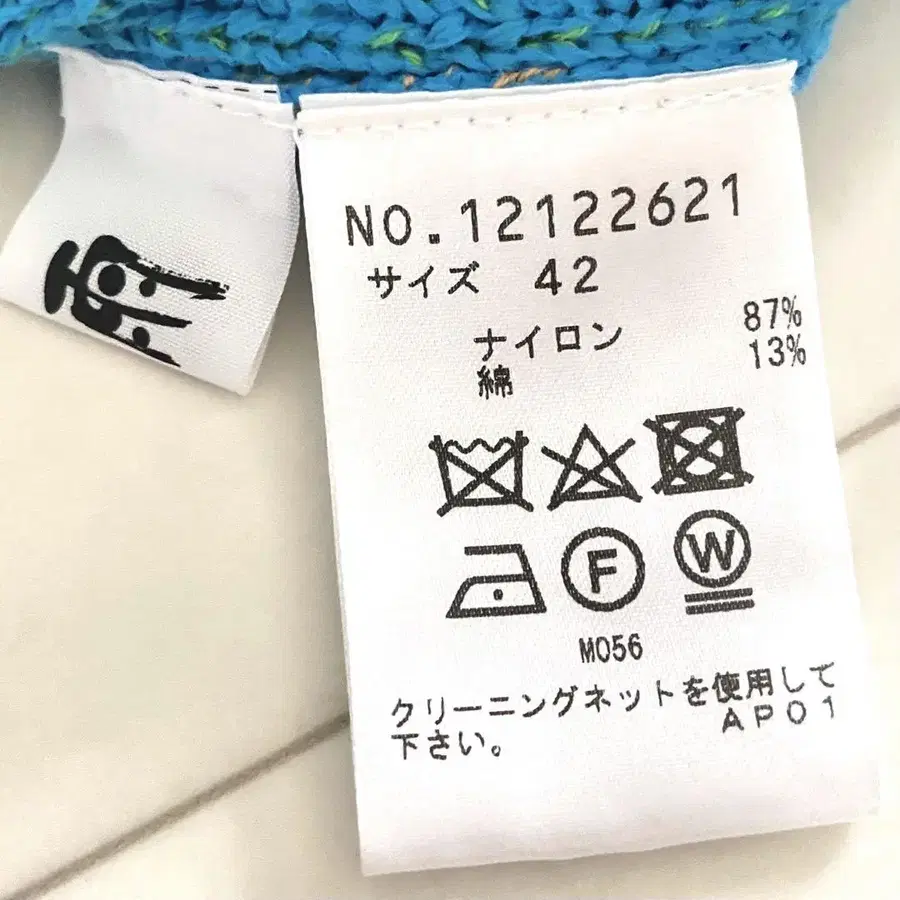 NO.12122621
サイズ 42
ナイロン 87%
綿 13%
F W
M056
クリーニングネットを使用して
下さい。 AP01